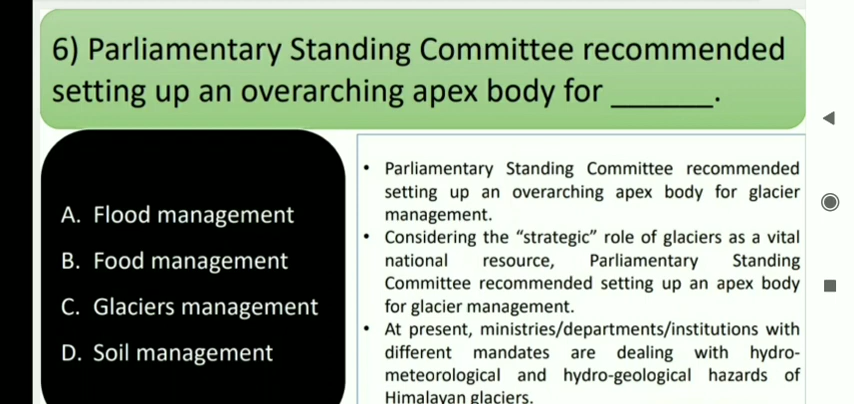 6) Parliamentary Standing Committee recommended
setting up an overarching apex body for ______.
A. Flood management
B. Food management
C. Glaciers management
D. Soil management
• Parliamentary Standing Committee recommended
setting up an overarching apex body for glacier
management.
• Considering the “strategic” role of glaciers as a vital
national resource, Parliamentary Standing
Committee recommended setting up an apex body
for glacier management.
• At present, ministries/departments/institutions with
different mandates are dealing with hydro-
meteorological and hydro-geological hazards of
Himalayan glaciers.